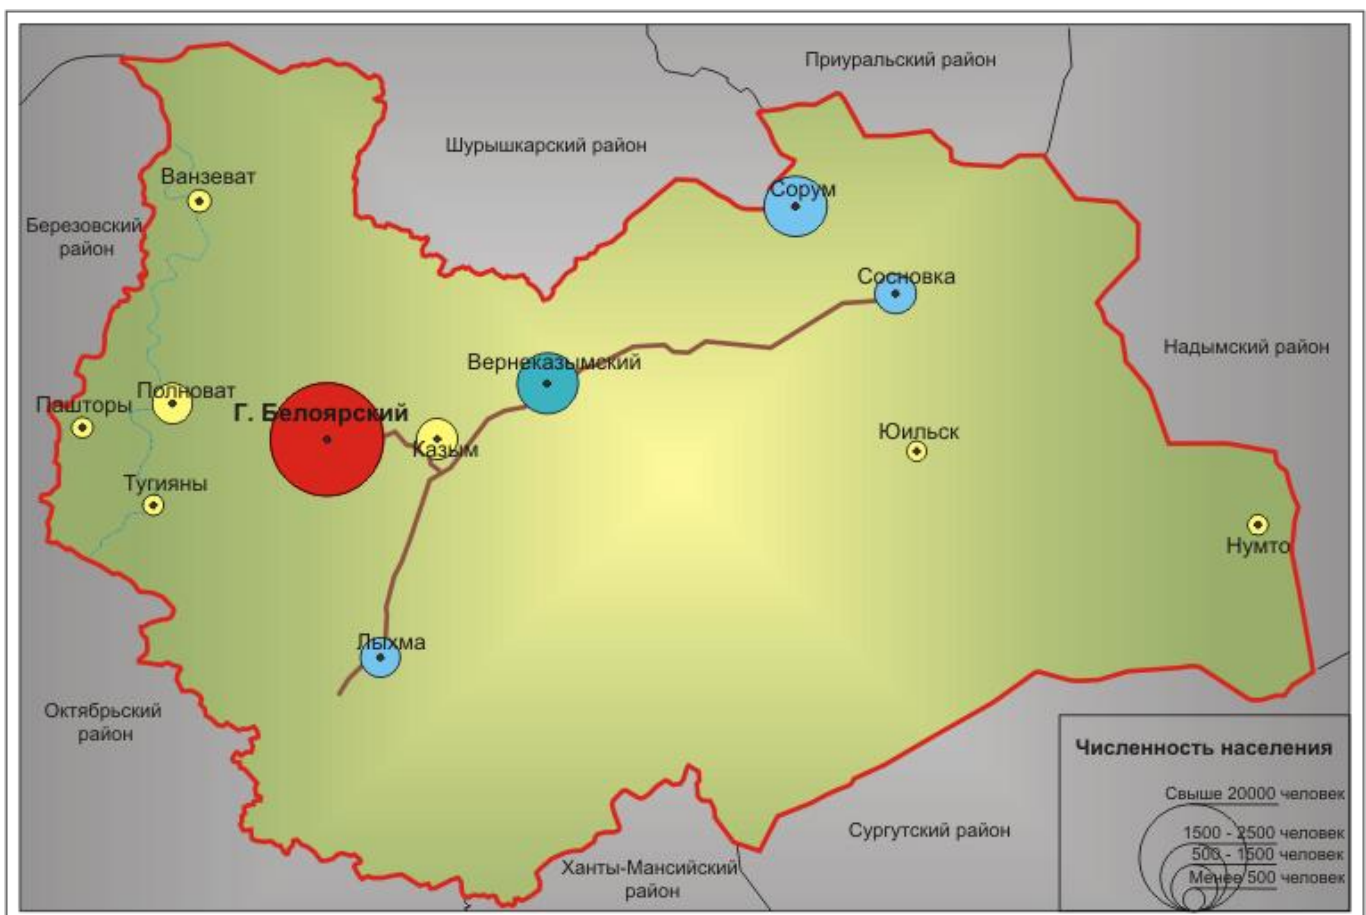 Приуральский район
Шурышкарский район
Ванзеват
Сорум
Березовский
район
Сосновка
Надымский район
Вернеказымский
Полноват
Пашторы
Г. Белоярский
Казым
Юильск
Тугияны
Нумто
Лыхма
Октябрьский
район
Численность населения
Свыше 20000 человек
1500 - 2500 человек
500 - 1500 человек
Менее 500 человек
Сургутский район
Ханты-Мансийский
район